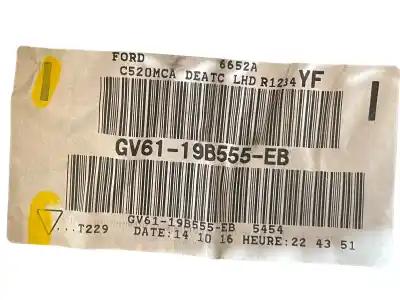 FORD 6652A
C520MCA DEATC LHD R1234 YF
GV61-19B555-EB
GV61-19B555-EB 5454
...T229 DATE:14 10 16 HEURE:22 43 51